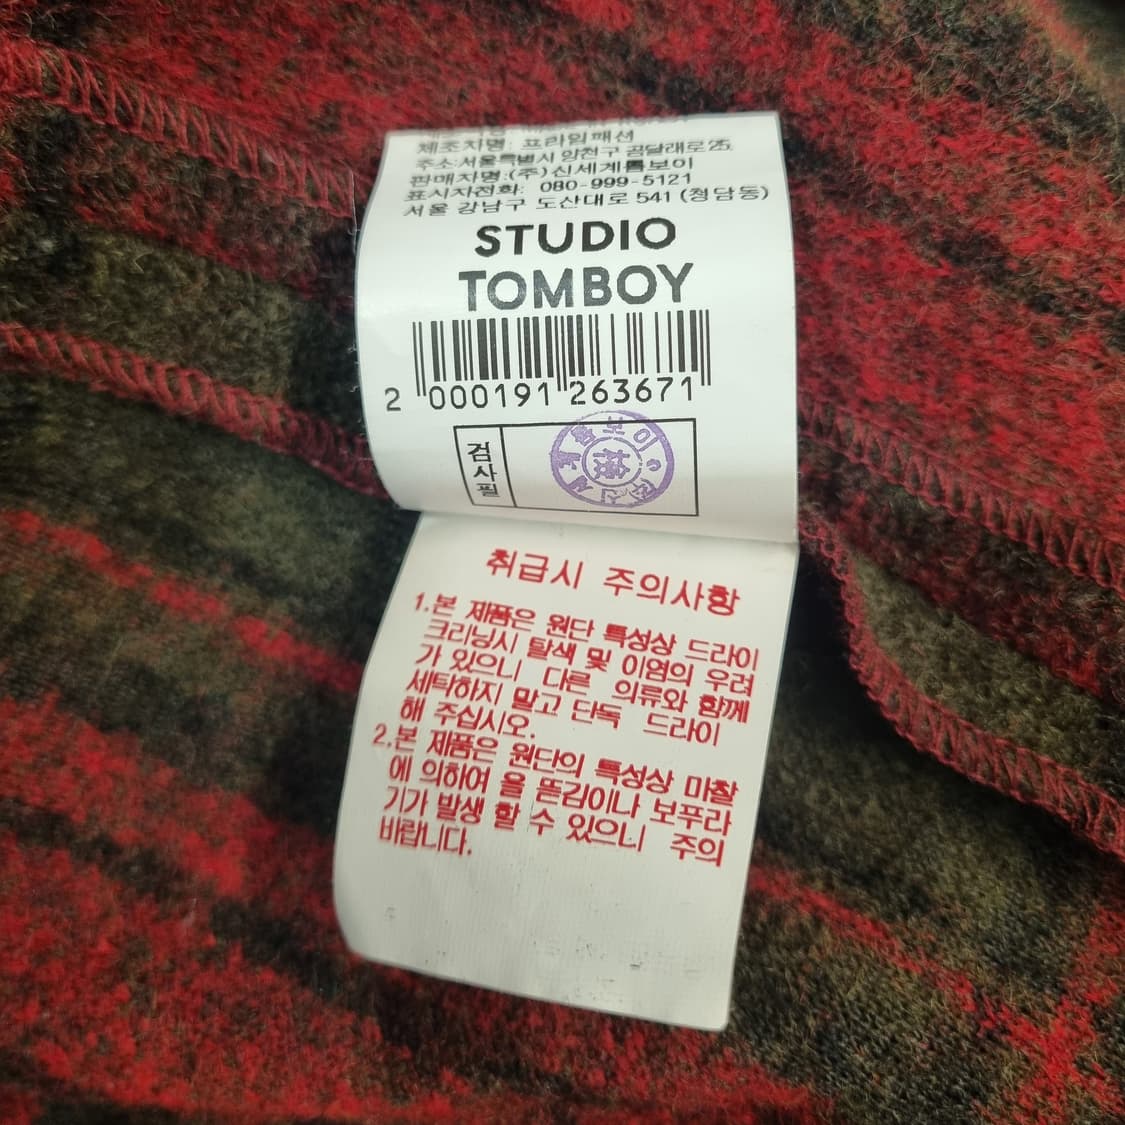 제조자명: 프라임패션
주소:서울특별시 양천구 곰달래로25.
판매자명:(주)신세계톰보이
표시자전화: 080-999-5121
서울 강남구 도산대로 541 (청담동)
STUDIO
TOMBOY
2 000191 263671
검사필
취급시 주의사항
1.본 제품은 원단 특성상 드라이
크리닝시 탈색 및 이염의 우려
가 있으니 다른 의류와 함께
세탁하지 말고 단독 드라이
해 주십시오.
2.본 제품은 원단의 특성상 마찰
에 의하여 올 뜯김이나 보푸라
기가 발생 할 수 있으니 주의
바랍니다.